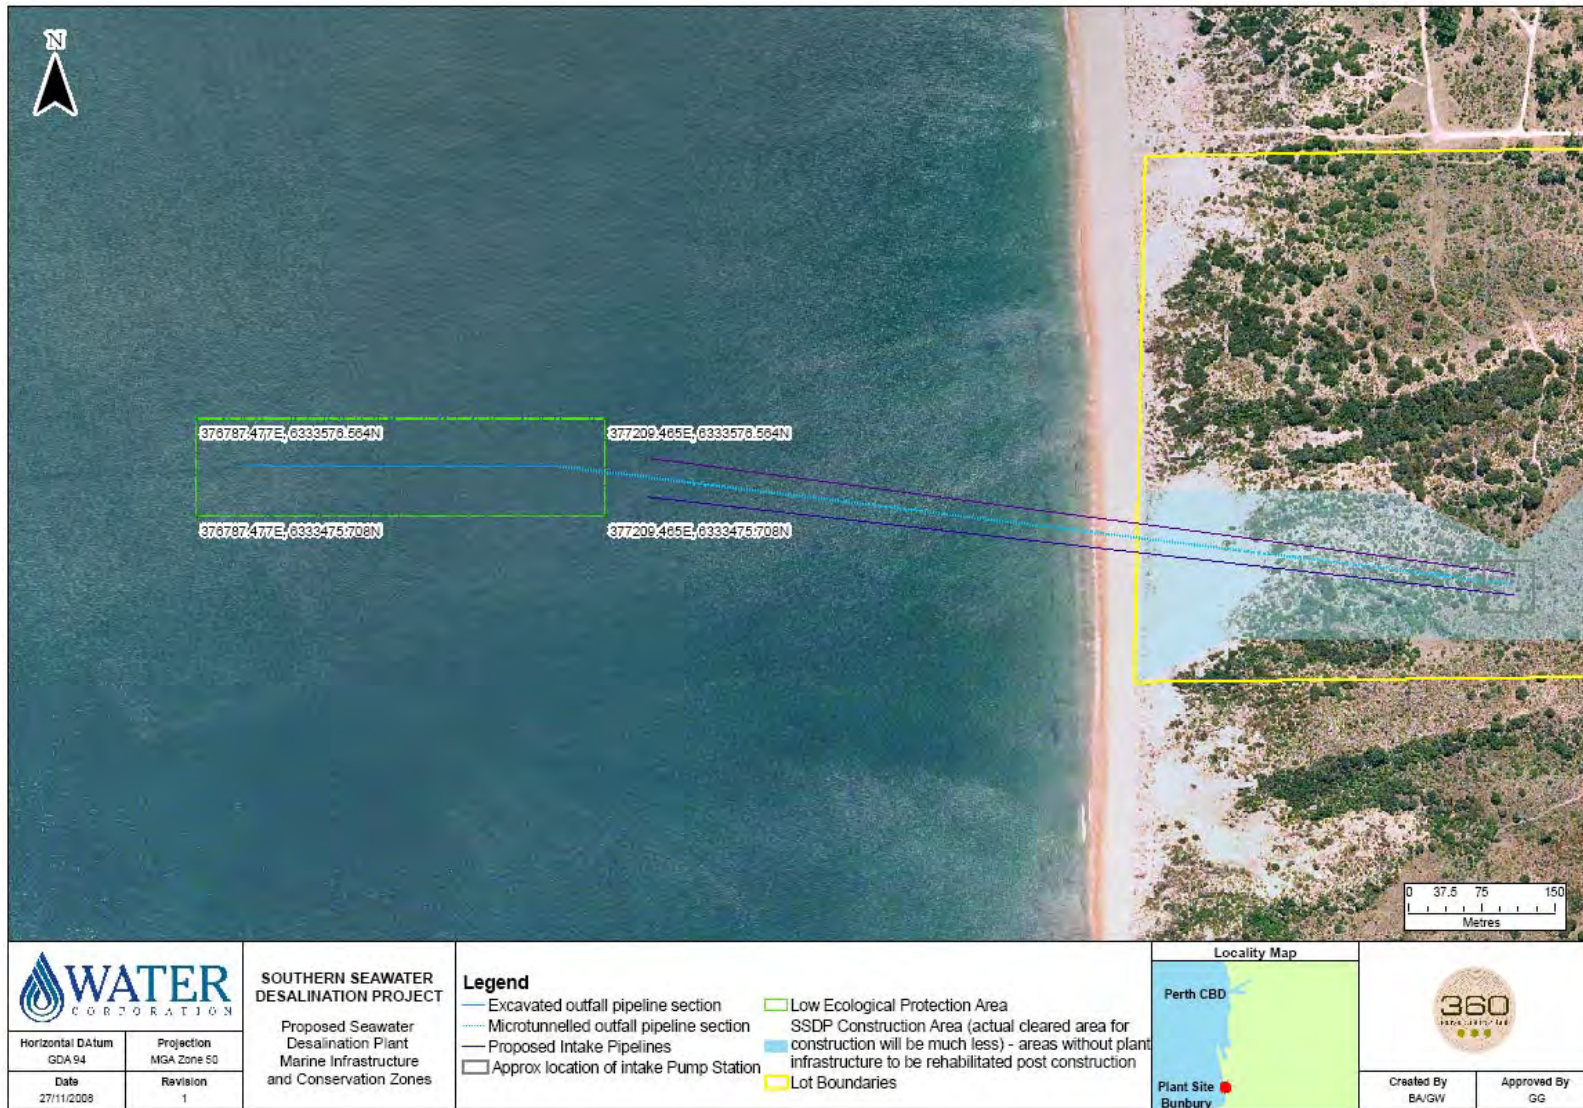 N
376787.477E, 6333576.564N
377209.465E, 6333576.564N
376787.477E, 6333475.708N
377209.465E, 6333475.708N
0 37.5 75 150
Metres
WATER
CORPORATION
Horizontal DAtum
GDA 94
Projection
MGA Zone 50
Date
27/11/2008
Revision
1
SOUTHERN SEAWATER
DESALINATION PROJECT
Proposed Seawater
Desalination Plant
Marine Infrastructure
and Conservation Zones
Legend
Excavated outfall pipeline section
Microtunnelled outfall pipeline section
Proposed Intake Pipelines
Approx location of intake Pump Station
Low Ecological Protection Area
SSDP Construction Area (actual cleared area for
construction will be much less) - areas without plant
infrastructure to be rehabilitated post construction
Lot Boundaries
Locality Map
Perth CBD
Plant Site
Bunbury
360
Created By
BA/GW
Approved By
GG